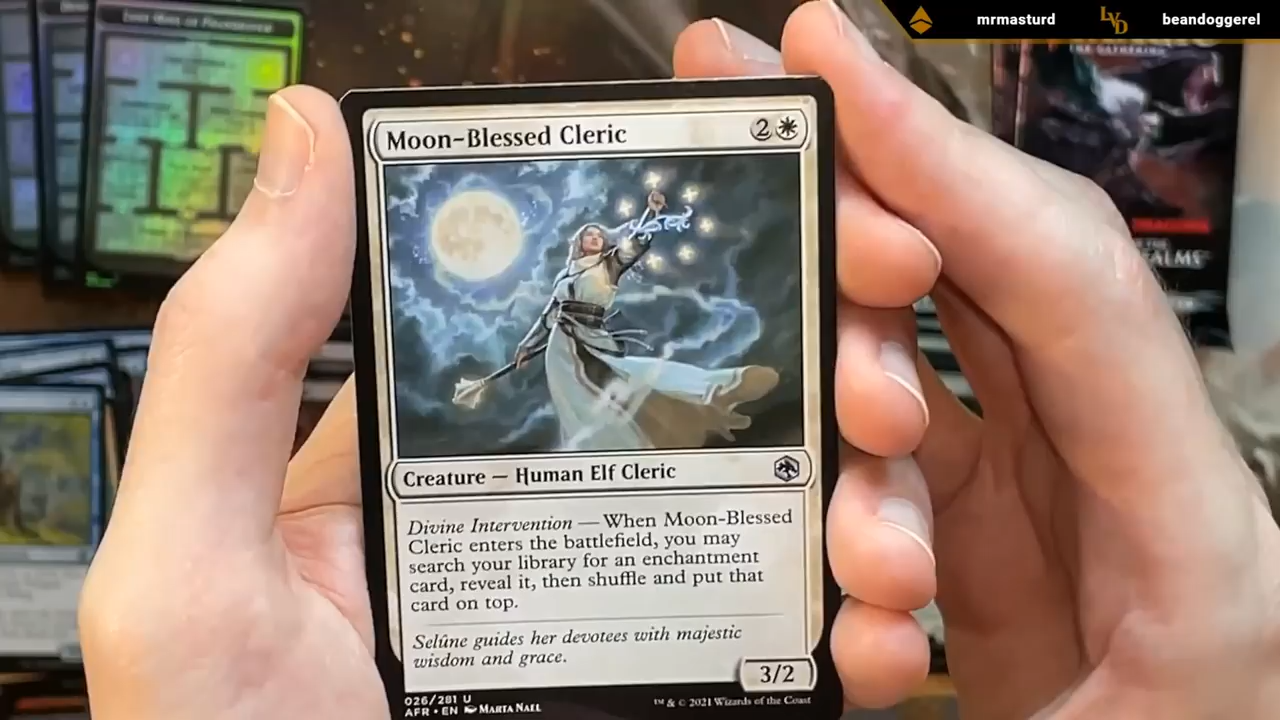 mrmasturd
LVD
beandoggerel
THE GATHERING
Moon-Blessed Cleric
2
Creature — Human Elf Cleric
Divine Intervention — When Moon-Blessed
Cleric enters the battlefield, you may
search your library for an enchantment
card, reveal it, then shuffle and put that
card on top.
Selûne guides her devotees with majestic
wisdom and grace.
3/2
026/281 U
AFR • EN MARTA NAEL
™ & © 2021 Wizards of the Coast